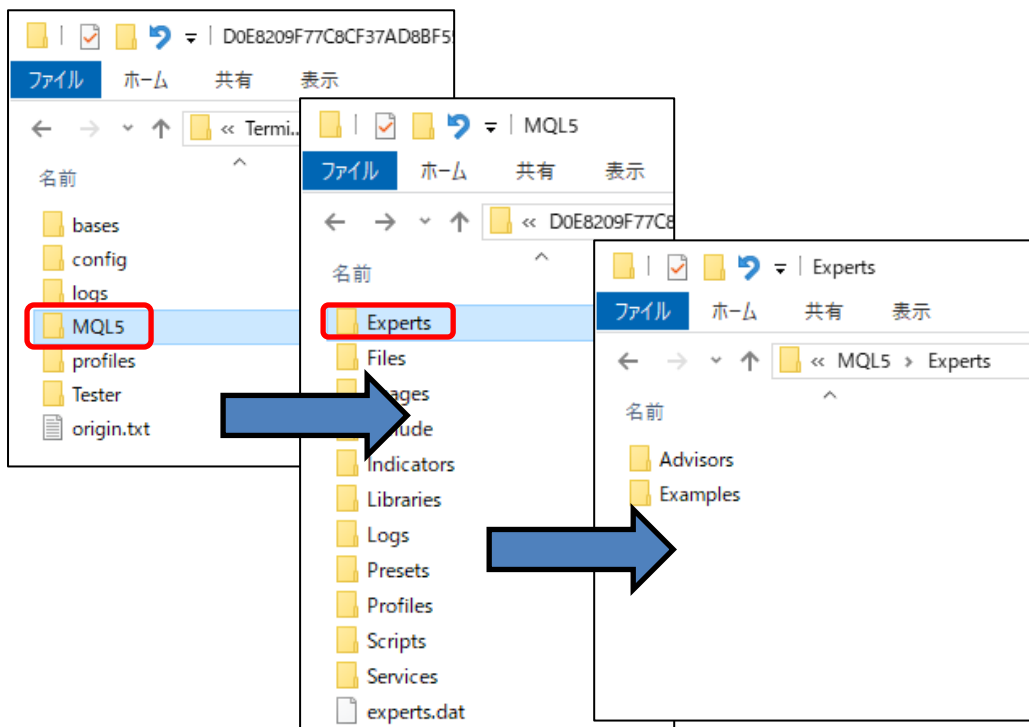 D0E8209F77C8CF37AD8BF5
ファイル ホーム 共有 表示
« Termi...
名前
bases
config
logs
MQL5
profiles
Tester
origin.txt
MQL5
ファイル ホーム 共有 表示
« D0E8209F77C8
名前
Experts
Files
ages
ude
Indicators
Libraries
Logs
Presets
Profiles
Scripts
Services
experts.dat
Experts
ファイル ホーム 共有 表示
« MQL5 › Experts
名前
Advisors
Examples